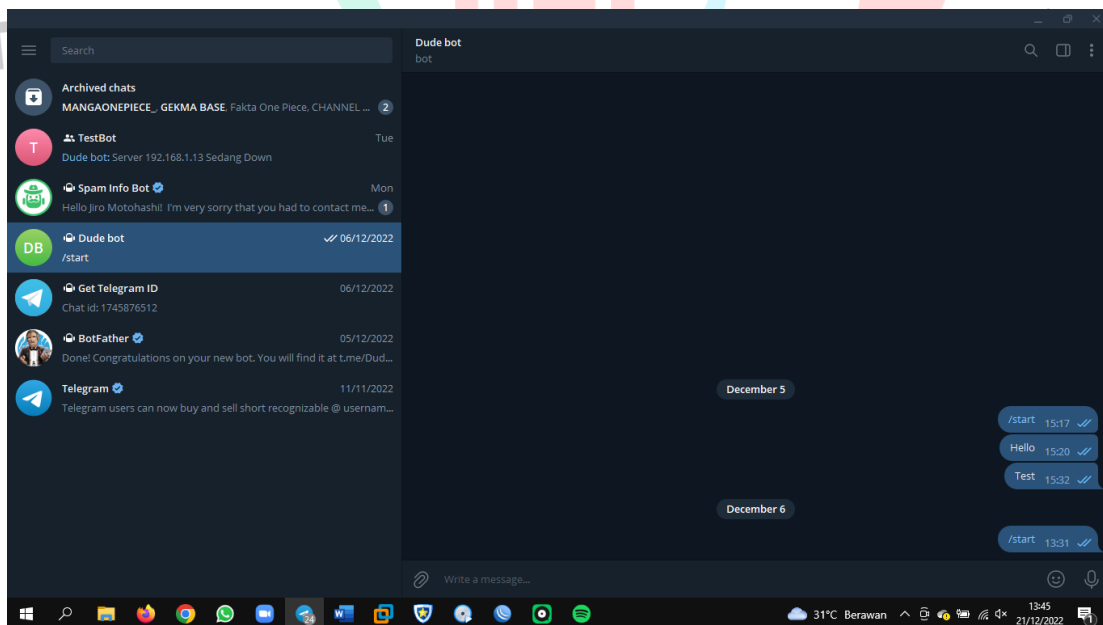 Search
Archived chats
MANGAONEPIECE_, GEKMA BASE, Fakta One Piece, CHANNEL ... 2
T
TestBot Tue
Dude bot: Server 192.168.1.13 Sedang Down
Spam Info Bot Mon
Hello Jiro Motohashi! I'm very sorry that you had to contact me... 1
DB
Dude bot 06/12/2022
/start
Get Telegram ID 06/12/2022
Chat id: 1745876512
BotFather 05/12/2022
Done! Congratulations on your new bot. You will find it at t.me/Dud...
Telegram 11/11/2022
Telegram users can now buy and sell short recognizable @ usernam...
Dude bot
bot
December 5
/start 15:17
Hello 15:20
Test 15:32
December 6
/start 13:31
Write a message...
24
31°C Berawan
13:45
21/12/2022